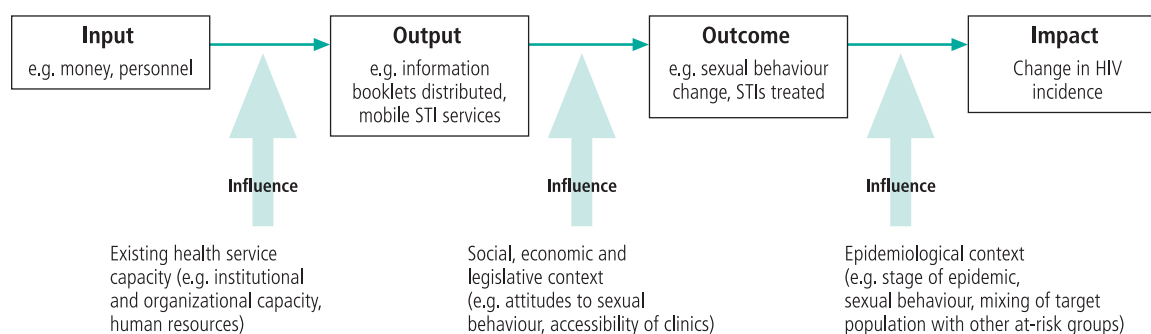 Input
e.g. money, personnel
Output
e.g. information
booklets distributed,
mobile STI services
Outcome
e.g. sexual behaviour
change, STIs treated
Impact
Change in HIV
incidence
Influence
Influence
Influence
Existing health service
capacity (e.g. institutional
and organizational capacity,
human resources)
Social, economic and
legislative context
(e.g. attitudes to sexual
behaviour, accessibility of clinics)
Epidemiological context
(e.g. stage of epidemic,
sexual behaviour, mixing of target
population with other at-risk groups)